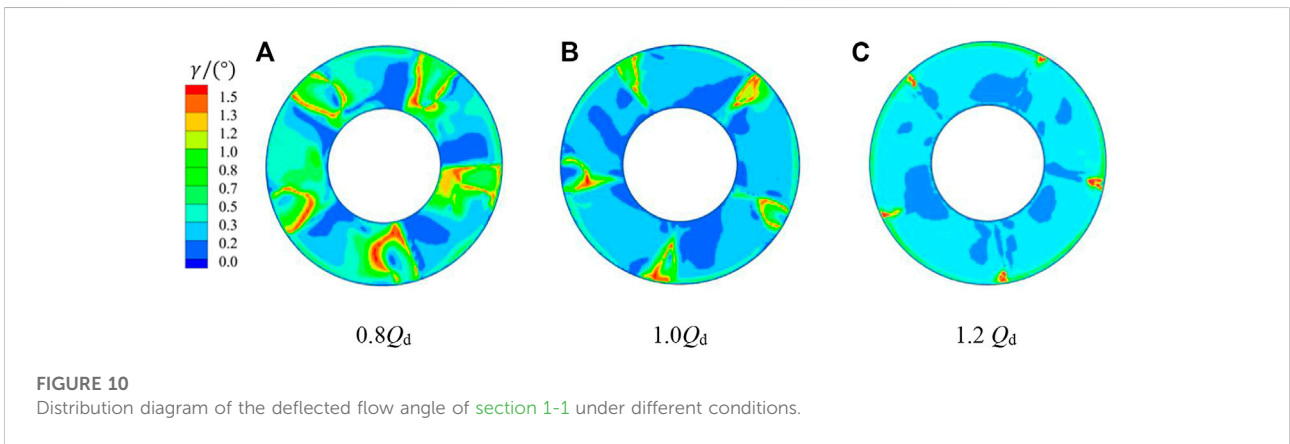 A
B
C
γ/(°)
1.5
1.3
1.2
1.0
0.8
0.7
0.5
0.3
0.2
0.0
0.8Qd
1.0Qd
1.2 Qd
FIGURE 10
Distribution diagram of the deflected flow angle of section 1-1 under different conditions.